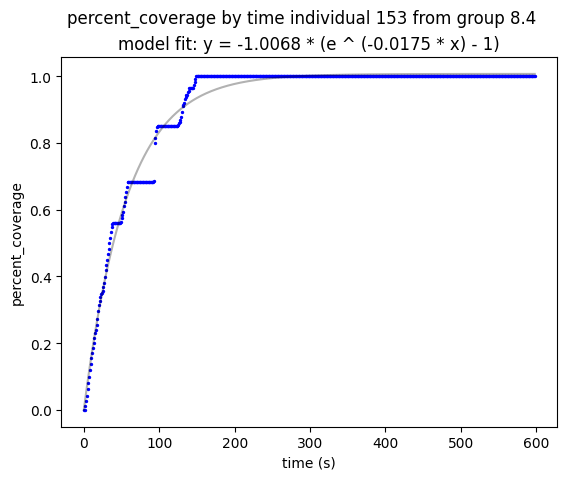 percent_coverage by time individual 153 from group 8.4
model fit: y = -1.0068 * (e ^ (-0.0175 * x) - 1)
1.0
0.8
0.6
0.4
0.2
0.0
percent_coverage
0 100 200 300 400 500 600
time (s)